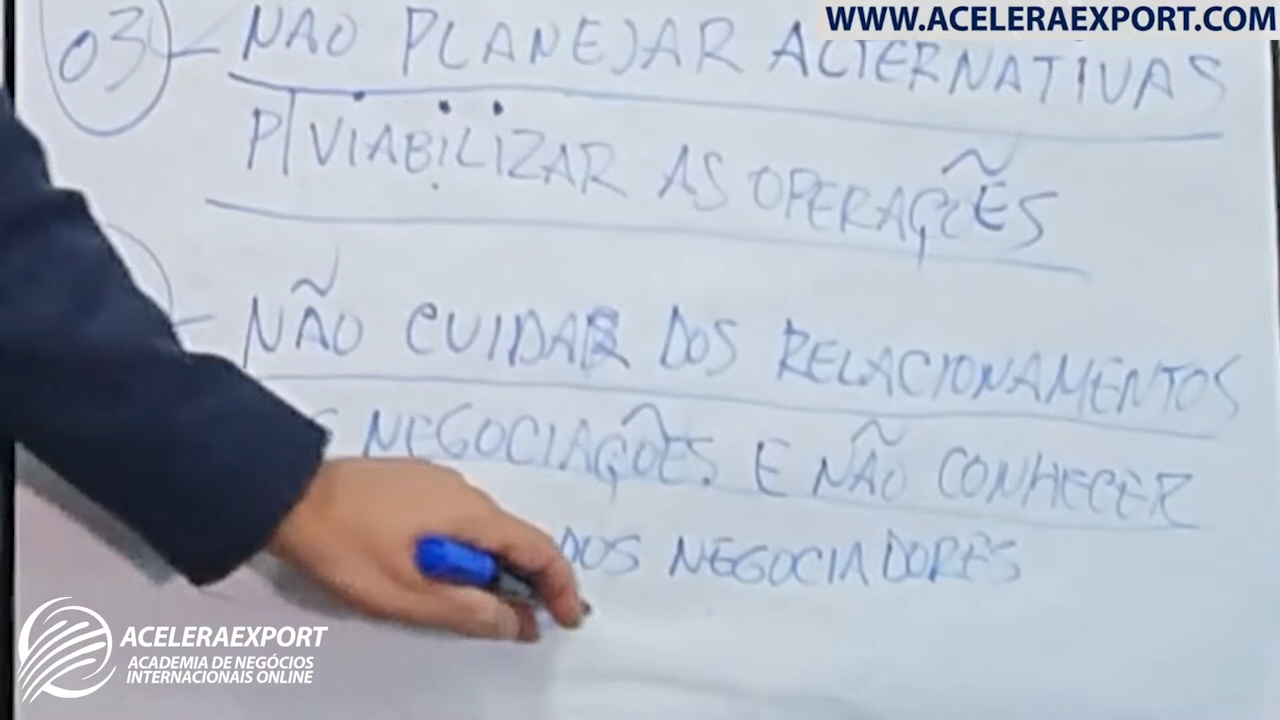 WWW.ACELERAEXPORT.COM
03 - NAO PLANEJAR ALTERNATIVAS
P/ VIABILIZAR AS OPERAÇÕES
- NÃO CUIDAR DOS RELACIONAMENTOS
NEGOCIAÇÕES. E NÃO CONHECER
DOS NEGOCIADORES
ACELERAEXPORT
ACADEMIA DE NEGÓCIOS
INTERNACIONAIS ONLINE